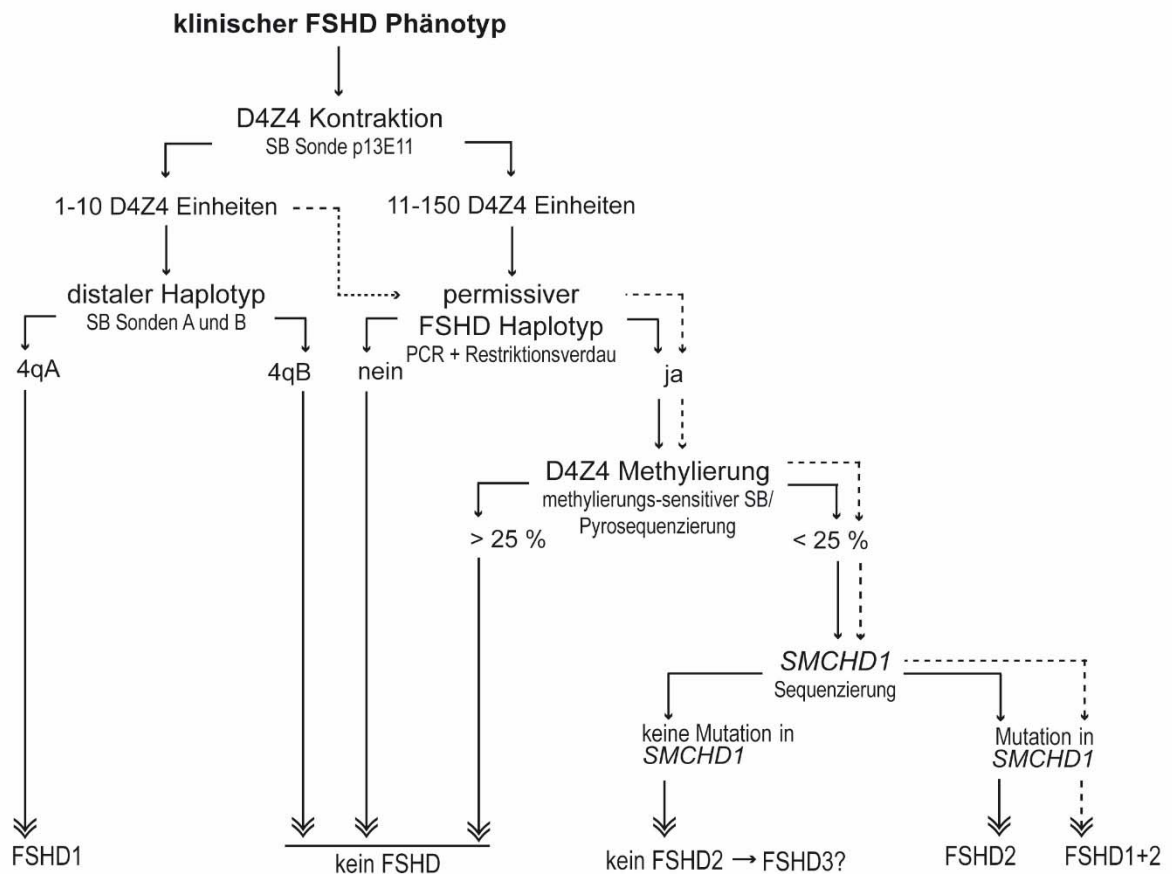 klinischer FSHD Phänotyp
D4Z4 Kontraktion
SB Sonde p13E11
1-10 D4Z4 Einheiten
11-150 D4Z4 Einheiten
distaler Haplotyp
SB Sonden A und B
permissiver
FSHD Haplotyp
PCR + Restriktionsverdau
4qA
4qB
nein
ja
D4Z4 Methylierung
methylierungs-sensitiver SB/
Pyrosequenzierung
> 25 %
< 25 %
SMCHD1
Sequenzierung
keine Mutation in
SMCHD1
Mutation in
SMCHD1
FSHD1
kein FSHD
kein FSHD2 → FSHD3?
FSHD2
FSHD1+2